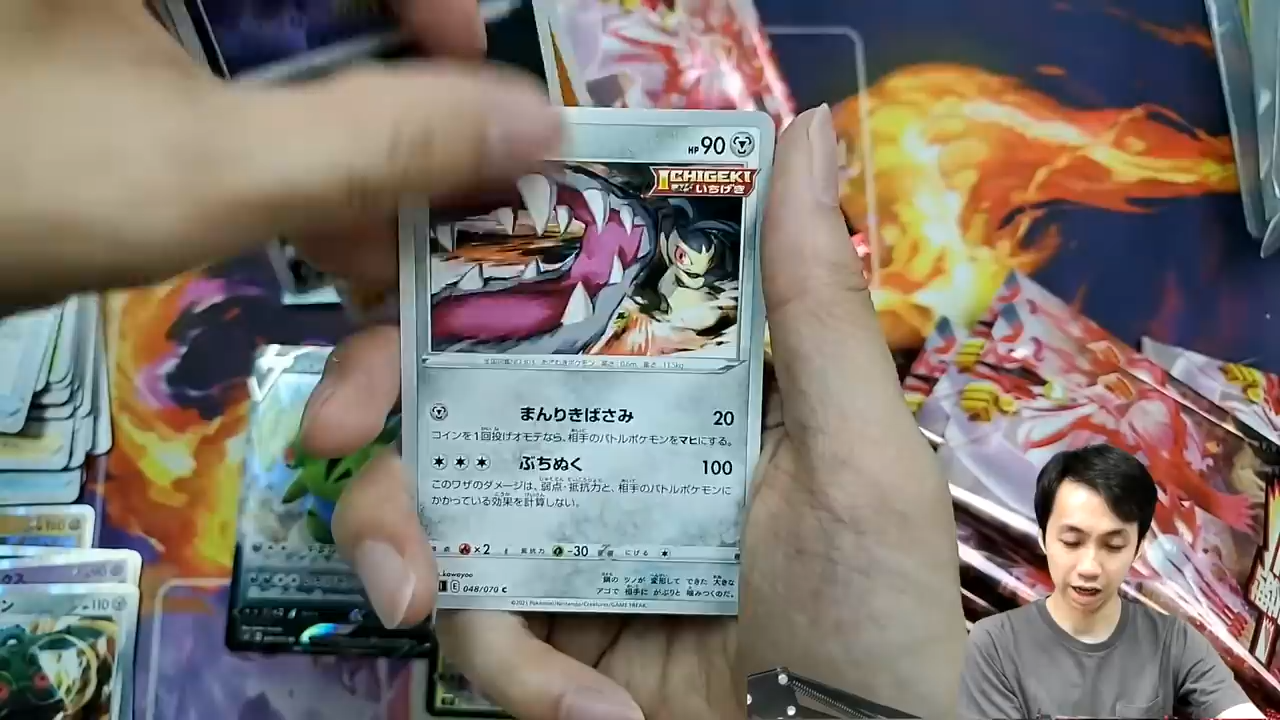 HP 90
ICHIGEKI
いちげき
まんりきばさみ 20
コインを1回投げオモテなら、相手のバトルポケモンをマヒにする。
ぶちぬく 100
このワザのダメージは、弱点・抵抗力と、相手のバトルポケモンに
かかっている効果を計算しない。
×2 抵抗力 -30 にげる
.kawayoo
鋼の ツノが 変形して できた 大きな
E 048/070 C
アゴで 相手に がぶりと 噛みつくのだ。
©2021 Pokémon/Nintendo/Creatures/GAME FREAK.
110